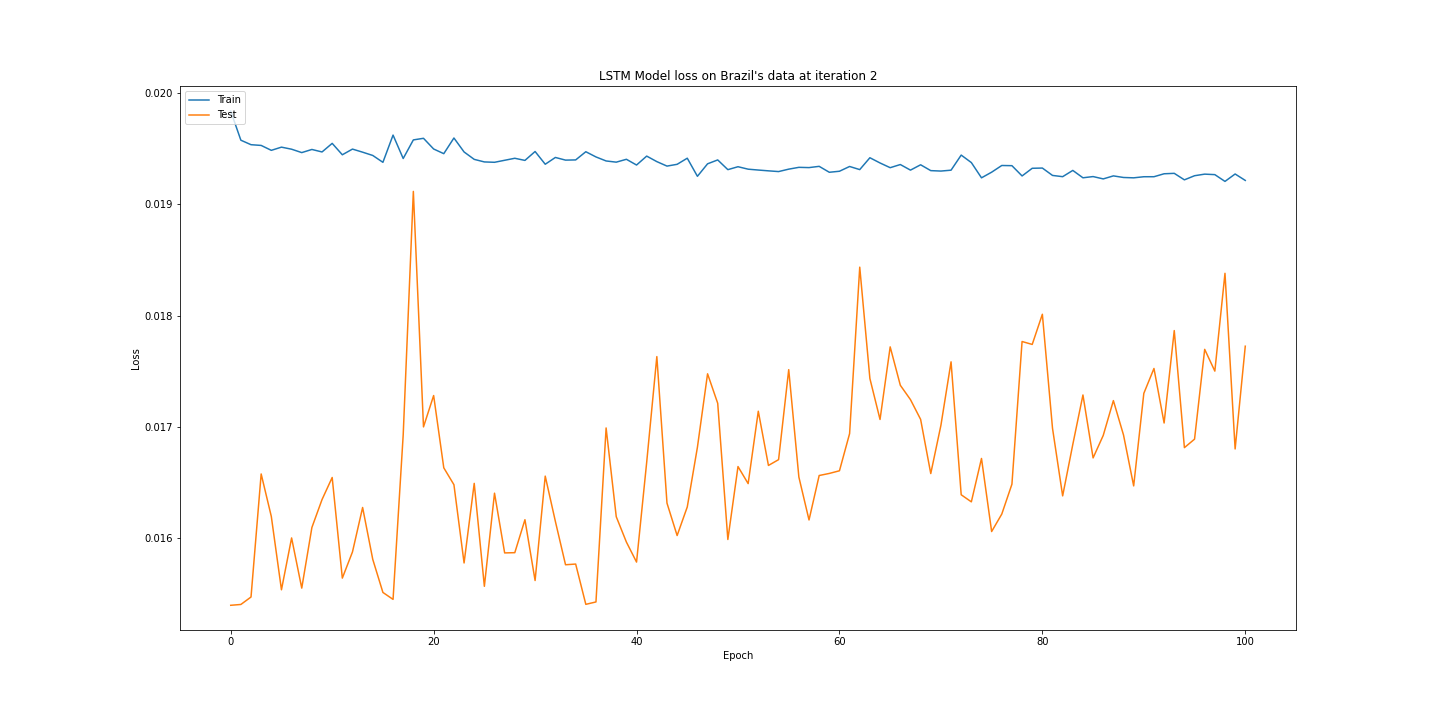 LSTM Model loss on Brazil's data at iteration 2
Train
Test
0.020
0.019
0.018
0.017
0.016
Loss
0 20 40 60 80 100
Epoch